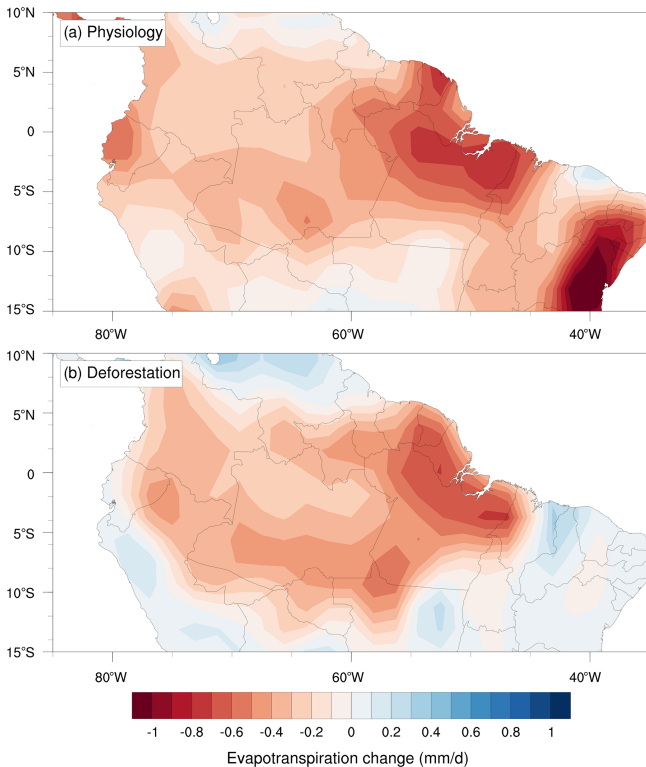 10°N
(a) Physiology
5°N
0
5°S
10°S
15°S
80°W 60°W 40°W
10°N
(b) Deforestation
5°N
0
5°S
10°S
15°S
80°W 60°W 40°W
-1 -0.8 -0.6 -0.4 -0.2 0 0.2 0.4 0.6 0.8 1
Evapotranspiration change (mm/d)